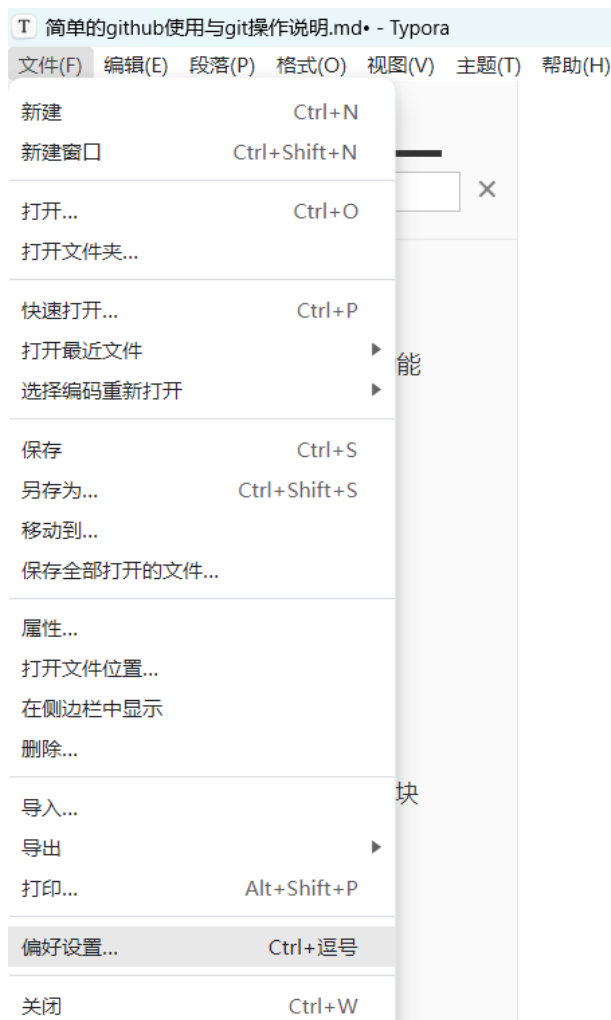 T 简单的github使用与git操作说明.md• - Typora
文件(F) 编辑(E) 段落(P) 格式(O) 视图(V) 主题(T) 帮助(H)
新建 Ctrl+N
新建窗口 Ctrl+Shift+N
打开... Ctrl+O
打开文件夹...
快速打开... Ctrl+P
打开最近文件
能
选择编码重新打开
保存 Ctrl+S
另存为... Ctrl+Shift+S
移动到...
保存全部打开的文件...
属性...
打开文件位置...
在侧边栏中显示
删除...
块
导入...
导出
打印... Alt+Shift+P
偏好设置... Ctrl+逗号
关闭 Ctrl+W